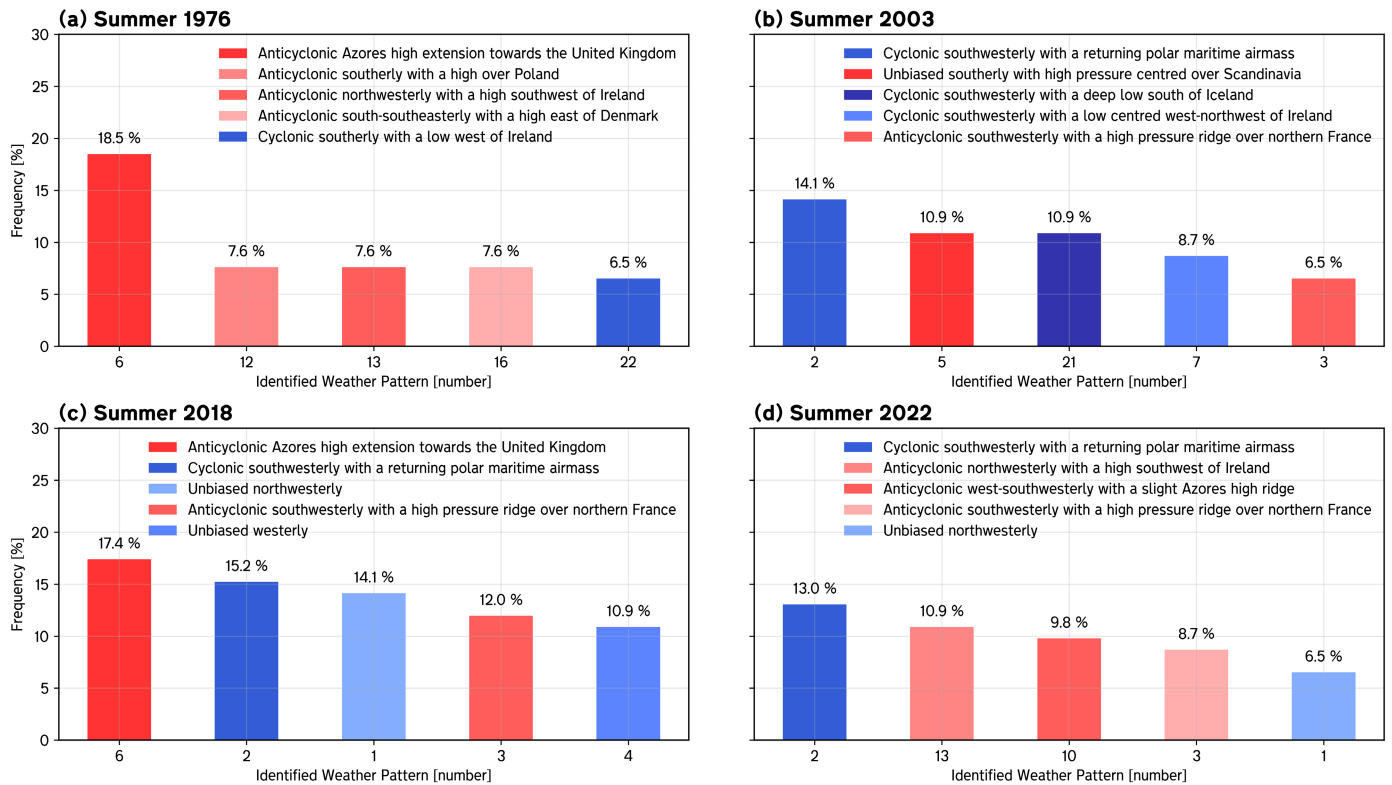 (a) Summer 1976
30
25
20
15
10
5
0
Frequency [%]
Anticyclonic Azores high extension towards the United Kingdom
Anticyclonic southerly with a high over Poland
Anticyclonic northwesterly with a high southwest of Ireland
Anticyclonic south-southeasterly with a high east of Denmark
Cyclonic southerly with a low west of Ireland
18.5 %
7.6 %
7.6 %
7.6 %
6.5 %
6
12
13
16
22
Identified Weather Pattern [number]
(b) Summer 2003
Cyclonic southwesterly with a returning polar maritime airmass
Unbiased southerly with high pressure centred over Scandinavia
Cyclonic southwesterly with a deep low south of Iceland
Cyclonic southwesterly with a low centred west-northwest of Ireland
Anticyclonic southwesterly with a high pressure ridge over northern France
14.1 %
10.9 %
10.9 %
8.7 %
6.5 %
2
5
21
7
3
Identified Weather Pattern [number]
(c) Summer 2018
30
25
20
15
10
5
0
Frequency [%]
Anticyclonic Azores high extension towards the United Kingdom
Cyclonic southwesterly with a returning polar maritime airmass
Unbiased northwesterly
Anticyclonic southwesterly with a high pressure ridge over northern France
Unbiased westerly
17.4 %
15.2 %
14.1 %
12.0 %
10.9 %
6
2
1
3
4
Identified Weather Pattern [number]
(d) Summer 2022
Cyclonic southwesterly with a returning polar maritime airmass
Anticyclonic northwesterly with a high southwest of Ireland
Anticyclonic west-southwesterly with a slight Azores high ridge
Anticyclonic southwesterly with a high pressure ridge over northern France
Unbiased northwesterly
13.0 %
10.9 %
9.8 %
8.7 %
6.5 %
2
13
10
3
1
Identified Weather Pattern [number]